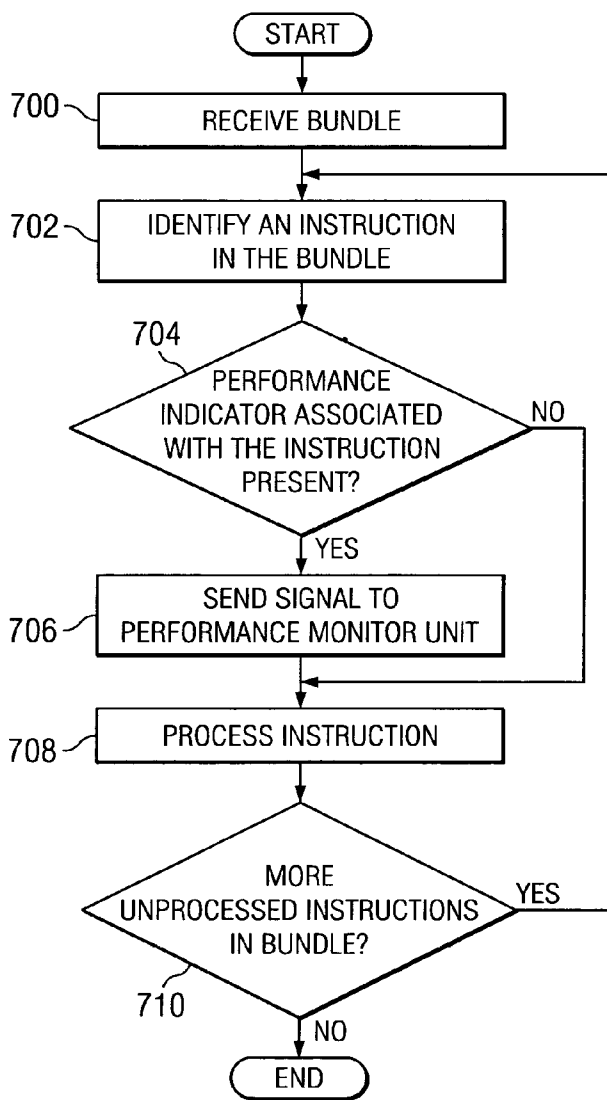 START
700
RECEIVE BUNDLE
702
IDENTIFY AN INSTRUCTION
IN THE BUNDLE
704
PERFORMANCE
INDICATOR ASSOCIATED
WITH THE INSTRUCTION
PRESENT?
NO
YES
706
SEND SIGNAL TO
PERFORMANCE MONITOR UNIT
708
PROCESS INSTRUCTION
MORE
UNPROCESSED INSTRUCTIONS
IN BUNDLE?
YES
710
NO
END